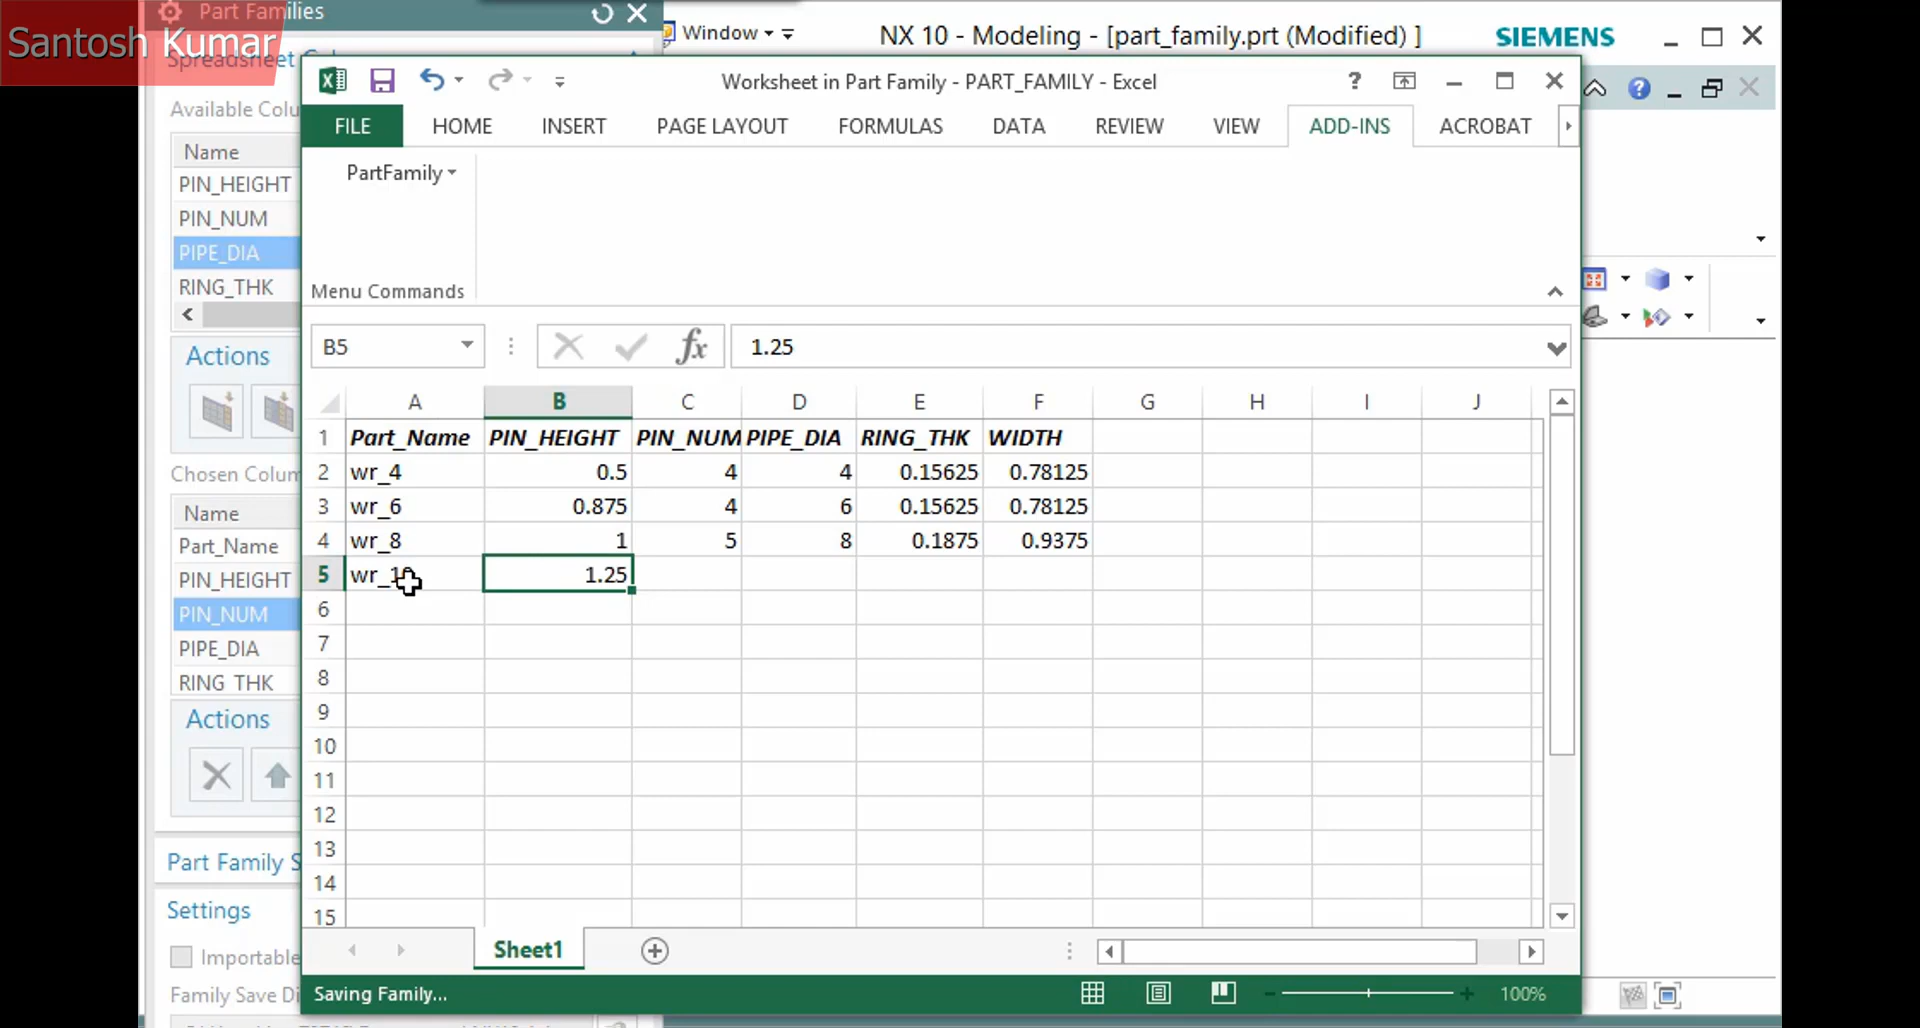 Part Families
Santosh Kumar
Spreadsheet
Window
NX 10 - Modeling - [part_family.prt (Modified) ]
SIEMENS
Worksheet in Part Family - PART_FAMILY - Excel
?
FILE HOME INSERT PAGE LAYOUT FORMULAS DATA REVIEW VIEW ADD-INS ACROBAT
PartFamily
Menu Commands
Available Colu
Name
PIN_HEIGHT
PIN_NUM
PIPE_DIA
RING_THK
Actions
Chosen Column
Name
Part_Name
PIN_HEIGHT
PIN_NUM
PIPE_DIA
RING THK
Actions
Part Family S
Settings
Importable
Family Save Di
B5
fx
1.25
A B C D E F G H I J
1 Part_Name PIN_HEIGHT PIN_NUM PIPE_DIA RING_THK WIDTH
2 wr_4 0.5 4 4 0.15625 0.78125
3 wr_6 0.875 4 6 0.15625 0.78125
4 wr_8 1 5 8 0.1875 0.9375
5 wr_10 1.25
6
7
8
9
10
11
12
13
14
15
Sheet1
Saving Family...
100%